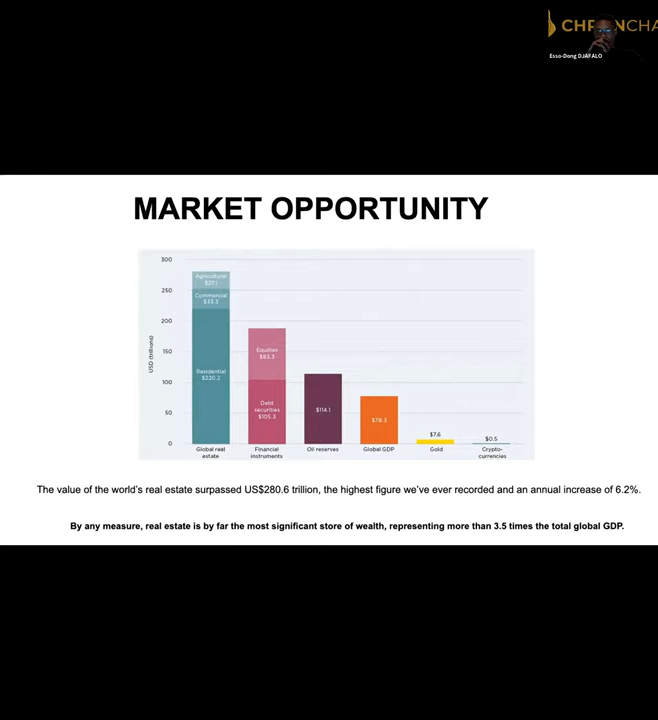 CHR NCHA
Esso-Dong DJAFALO
MARKET OPPORTUNITY
USD (trillions)
300
250
200
150
100
50
0
Agricultural
$27.1
Commercial
$33.3
Residential
$220.2
Equities
$83.3
Debt
securities
$105.3
$114.1
$78.3
$7.6
$0.5
Global real
estate
Financial
instruments
Oil reserves
Global GDP
Gold
Crypto-
currencies
The value of the world's real estate surpassed US$280.6 trillion, the highest figure we've ever recorded and an annual increase of 6.2%.
By any measure, real estate is by far the most significant store of wealth, representing more than 3.5 times the total global GDP.